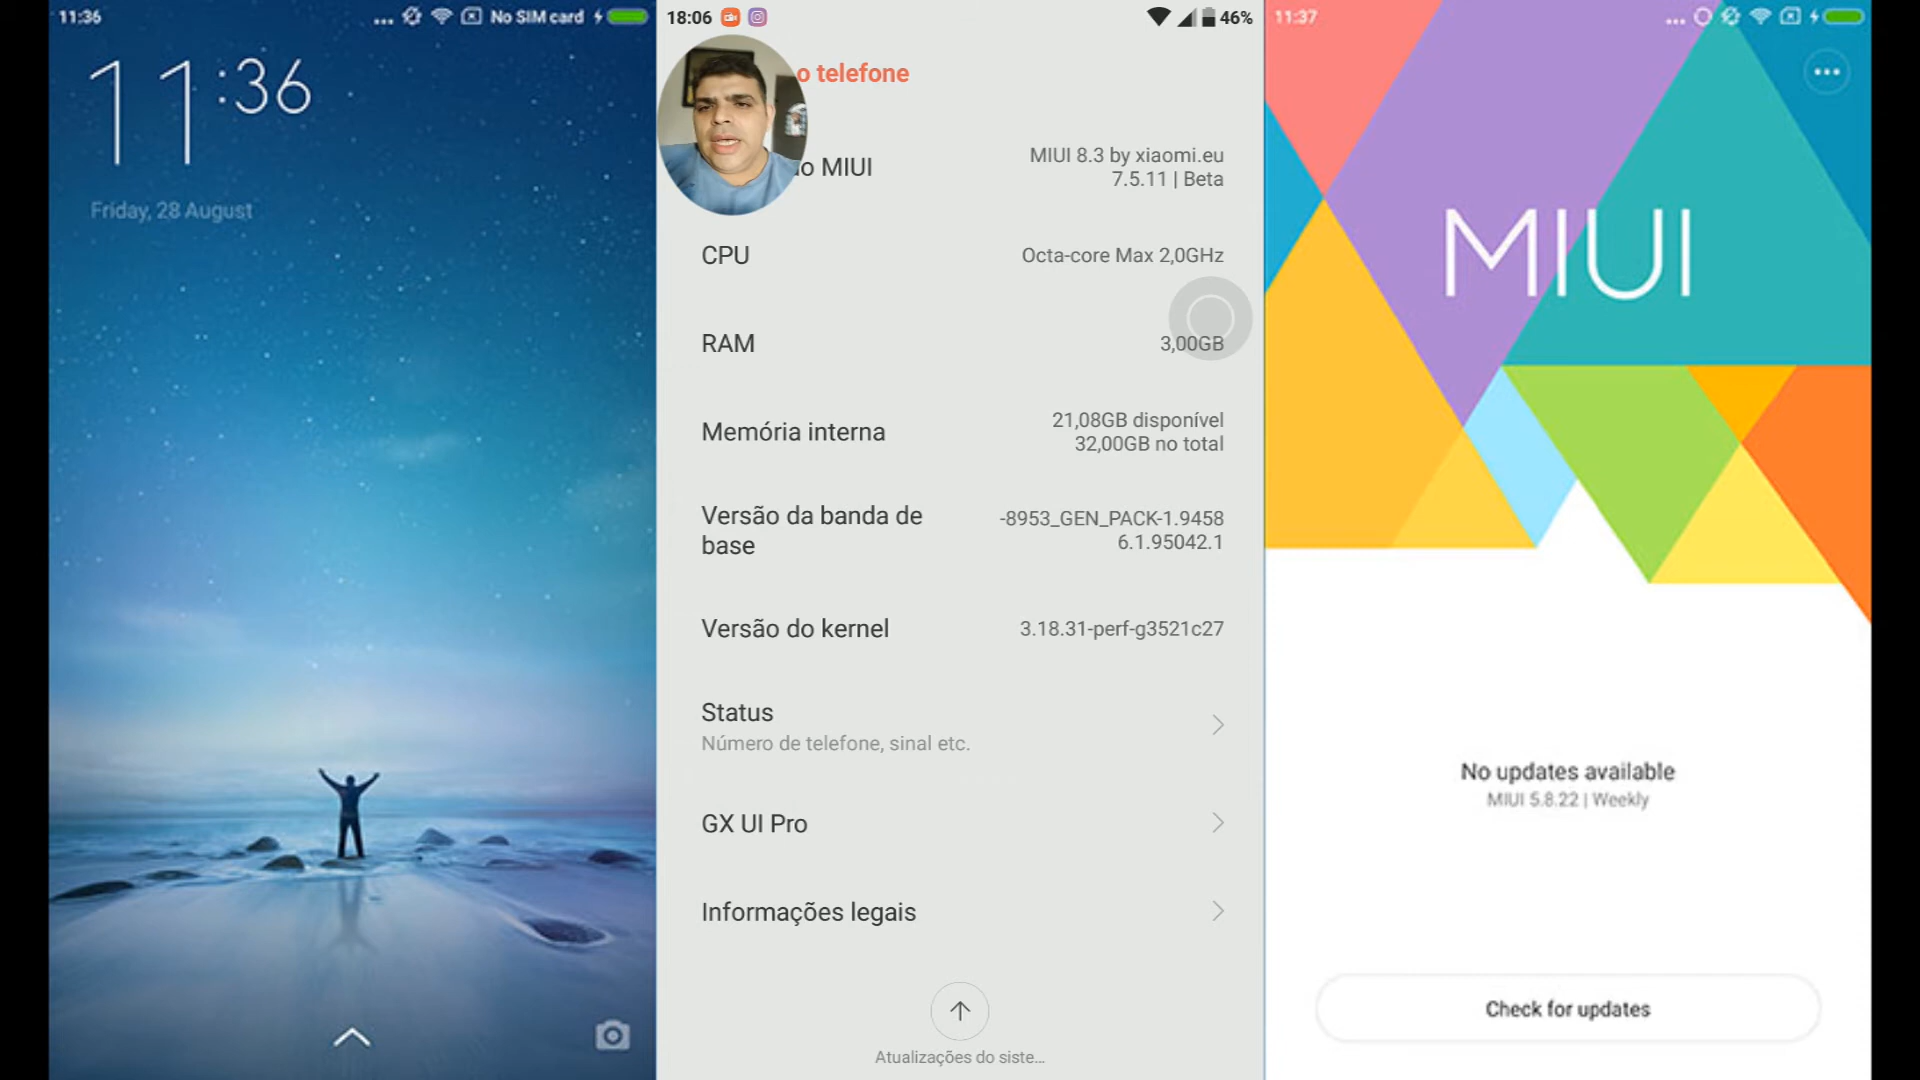 11:36
No SIM card
11:36
Friday, 28 August
18:06
46%
o telefone
o MIUI
MIUI 8.3 by xiaomi.eu
7.5.11 | Beta
CPU
Octa-core Max 2,0GHz
RAM
3,00GB
Memória interna
21,08GB disponível
32,00GB no total
Versão da banda de
base
-8953_GEN_PACK-1.9458
6.1.95042.1
Versão do kernel
3.18.31-perf-g3521c27
Status
Número de telefone, sinal etc.
GX UI Pro
Informações legais
Atualizações do siste...
11:37
MIUI
No updates available
MIUI 5.8.22 | Weekly
Check for updates